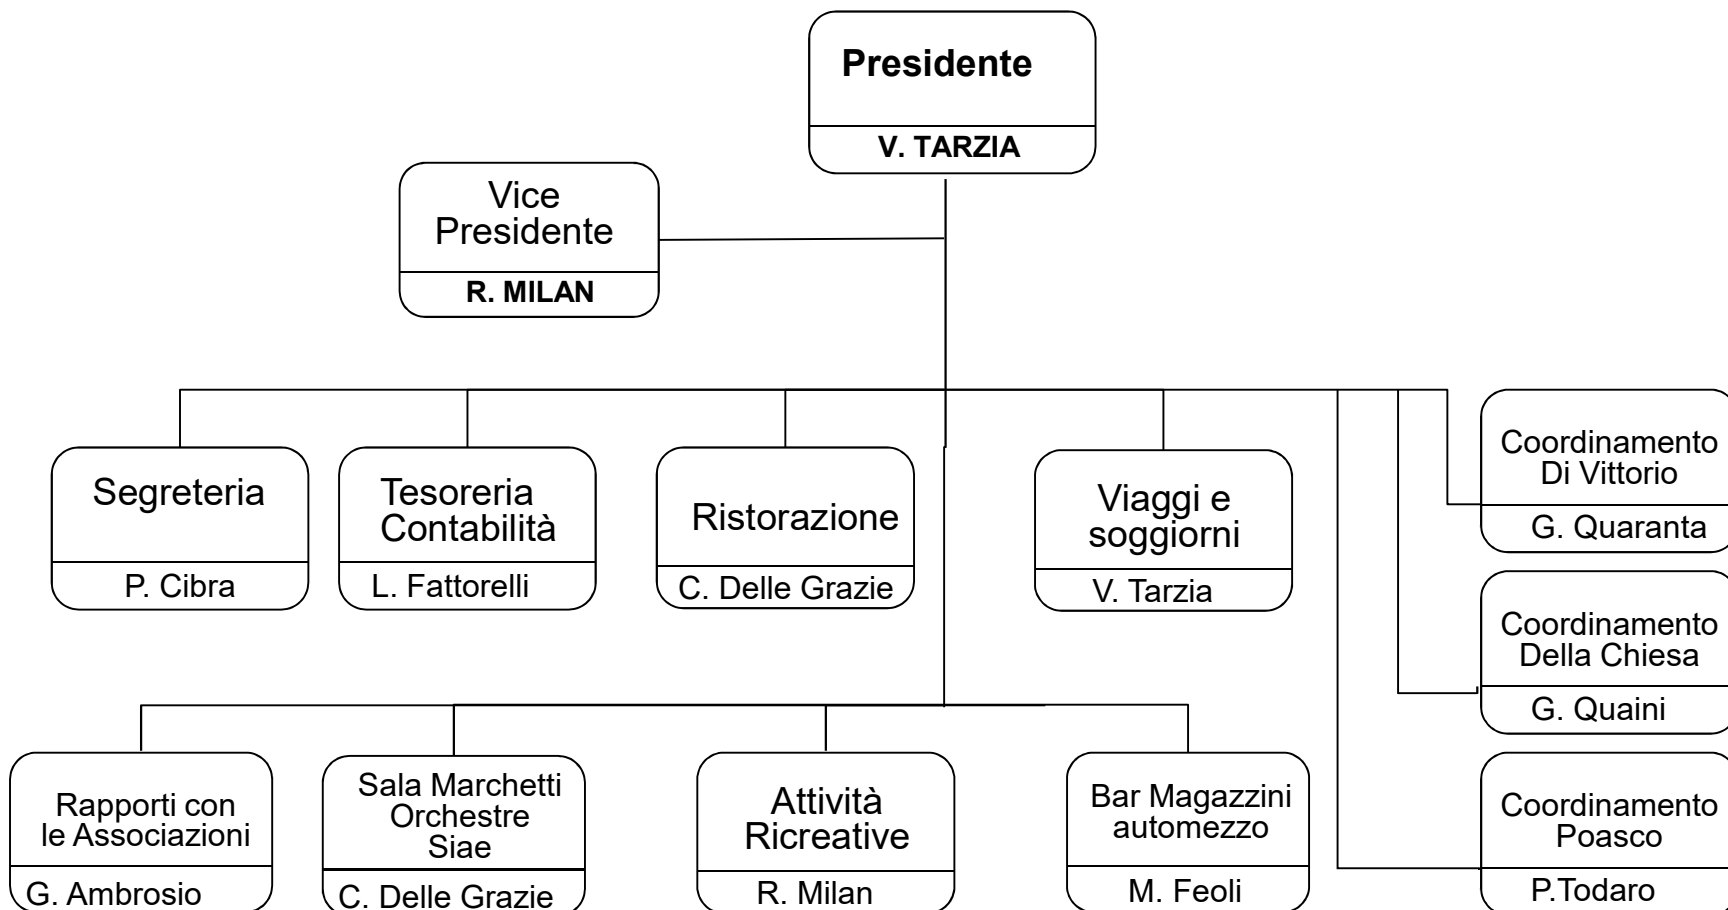 Presidente
V. TARZIA
Vice
Presidente
R. MILAN
Segreteria
P. Cibra
Tesoreria
Contabilità
L. Fattorelli
Ristorazione
C. Delle Grazie
Viaggi e
soggiorni
V. Tarzia
Coordinamento
Di Vittorio
G. Quaranta
Coordinamento
Della Chiesa
G. Quaini
Rapporti con
le Associazioni
G. Ambrosio
Sala Marchetti
Orchestre
Siae
C. Delle Grazie
Attività
Ricreative
R. Milan
Bar Magazzini
automezzo
M. Feoli
Coordinamento
Poasco
P.Todaro